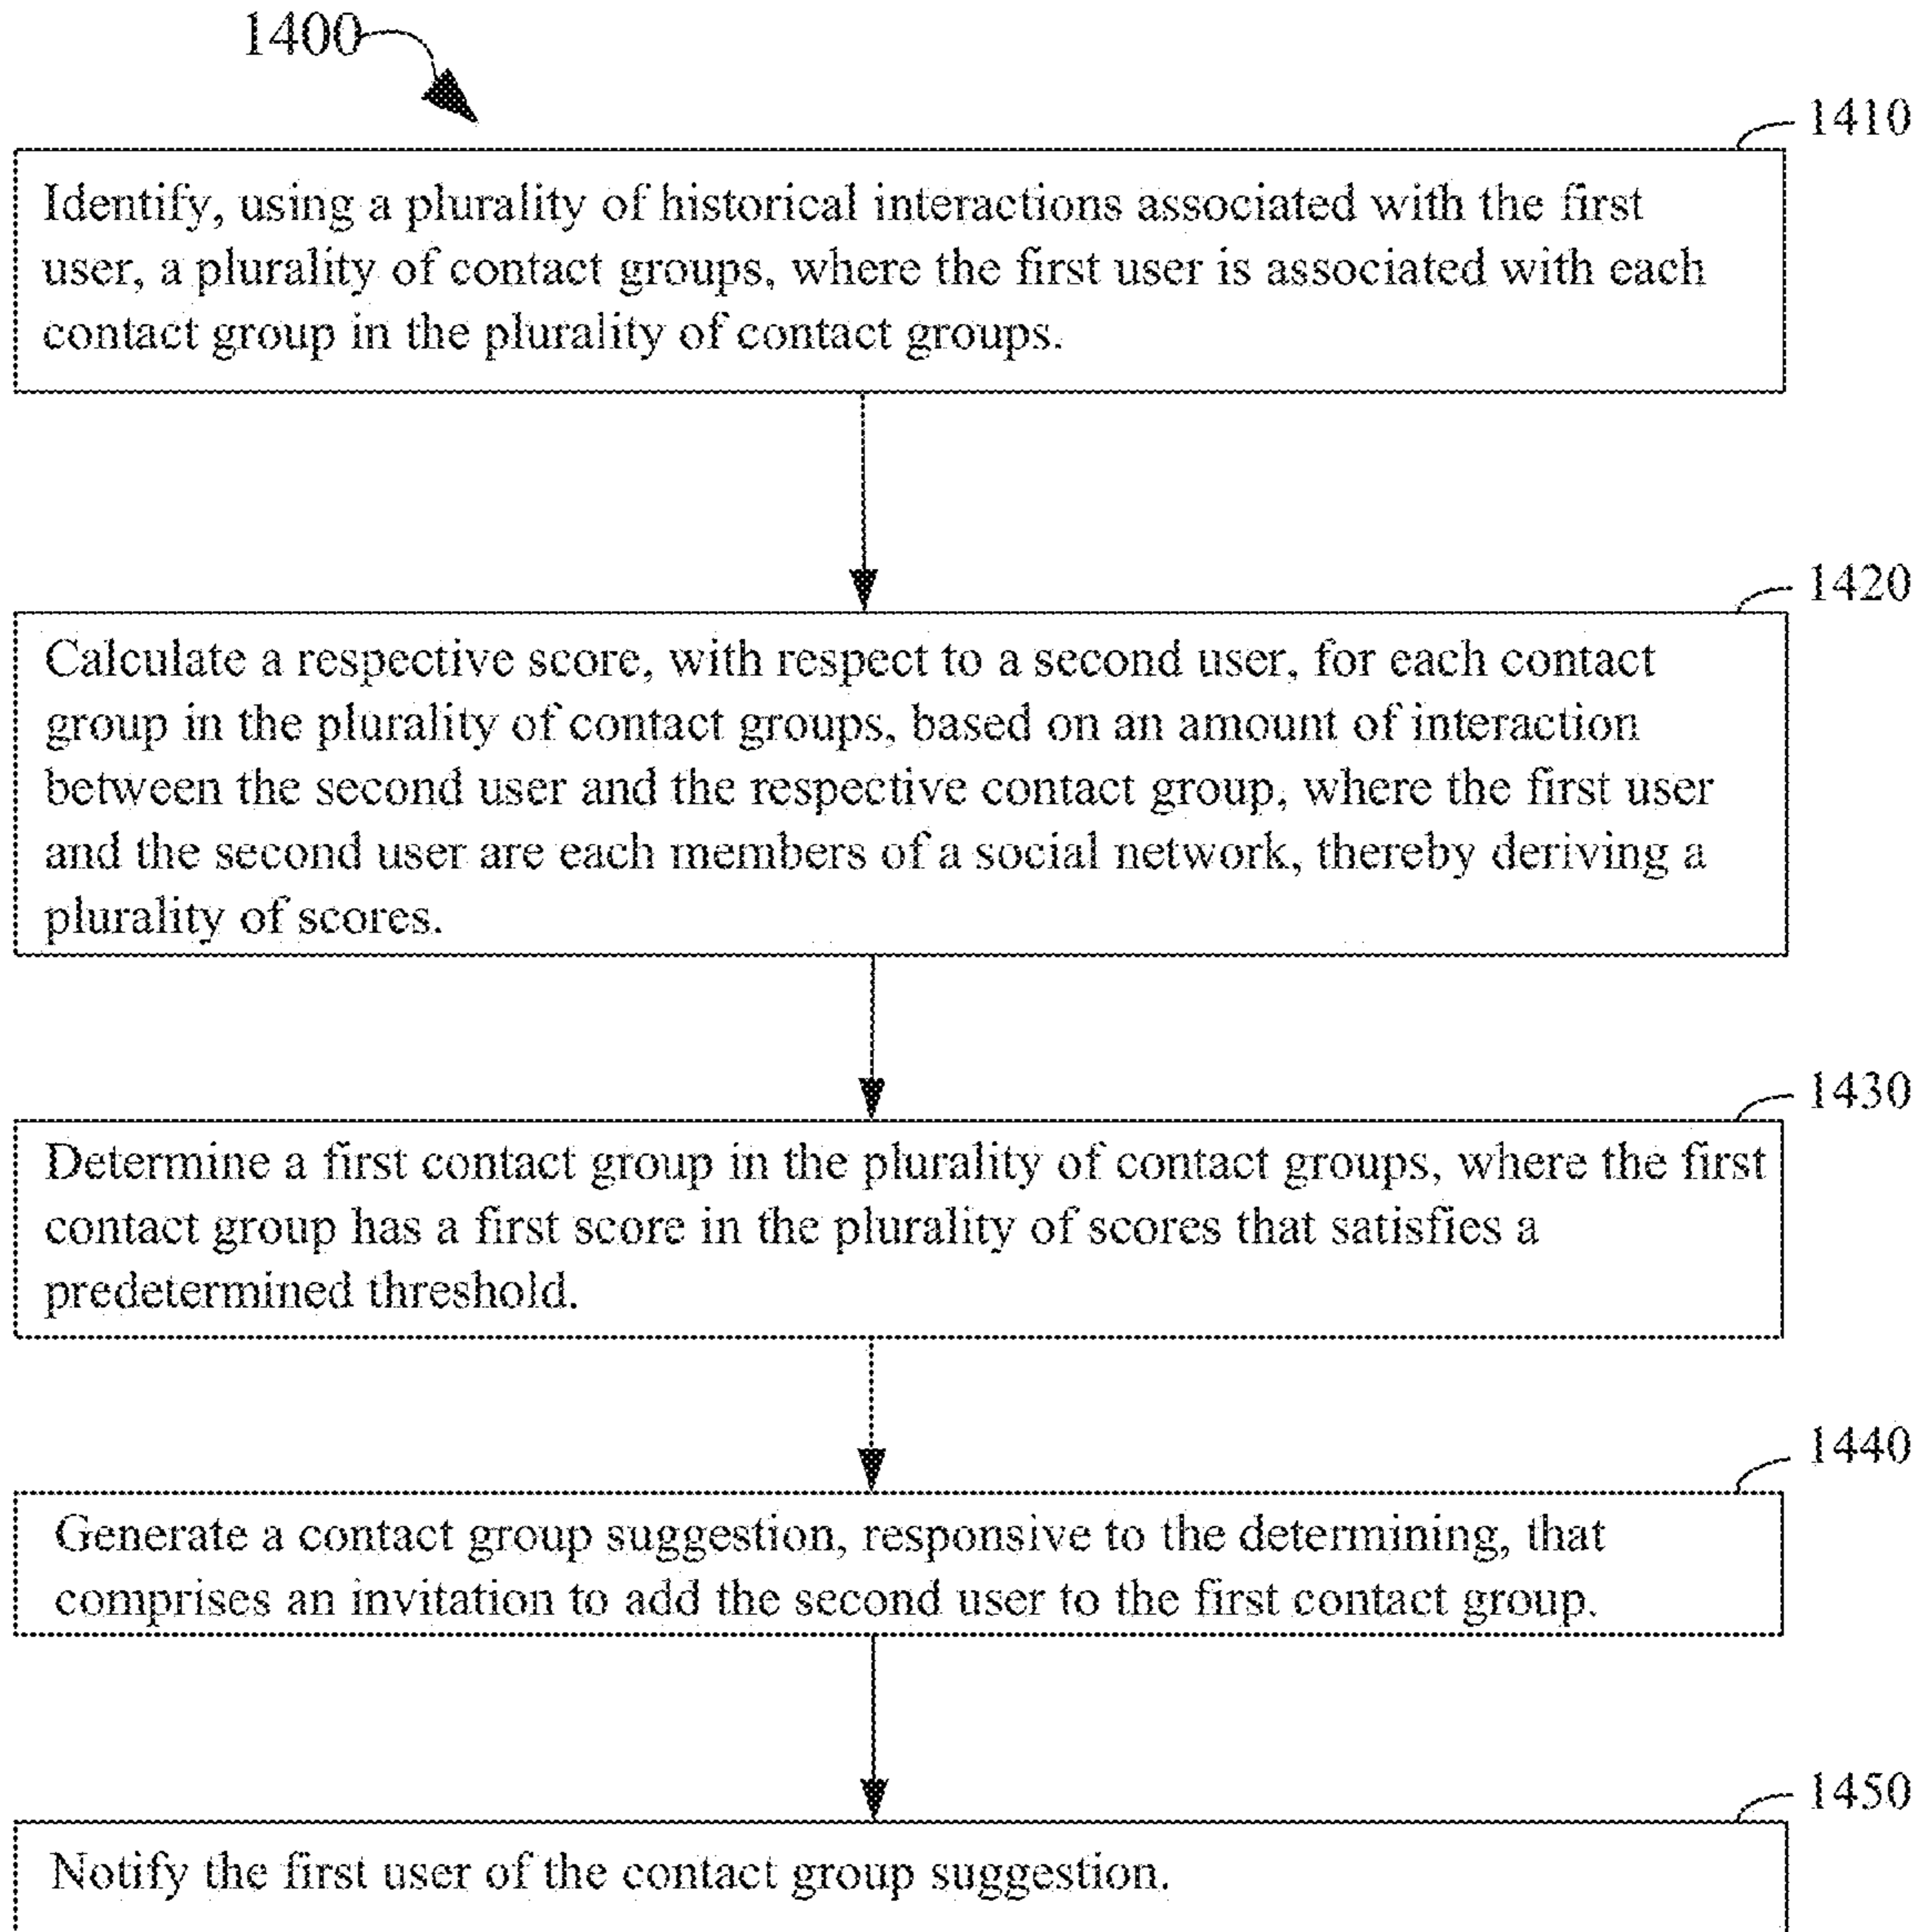 1400
1410
Identify, using a plurality of historical interactions associated with the first
user, a plurality of contact groups, where the first user is associated with each
contact group in the plurality of contact groups.
1420
Calculate a respective score, with respect to a second user, for each contact
group in the plurality of contact groups, based on an amount of interaction
between the second user and the respective contact group, where the first user
and the second user are each members of a social network, thereby deriving a
plurality of scores.
1430
Determine a first contact group in the plurality of contact groups, where the first
contact group has a first score in the plurality of scores that satisfies a
predetermined threshold.
1440
Generate a contact group suggestion, responsive to the determining, that
comprises an invitation to add the second user to the first contact group.
1450
Notify the first user of the contact group suggestion.